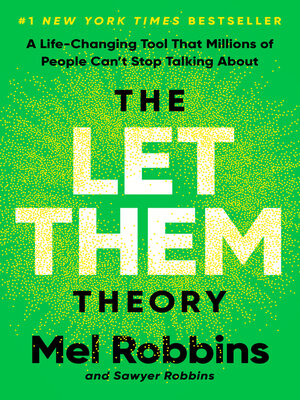 #1 NEW YORK TIMES BESTSELLER
A Life-Changing Tool That Millions of
People Can't Stop Talking About
THE
LET
THEM
THEORY
Mel Robbins
and Sawyer Robbins